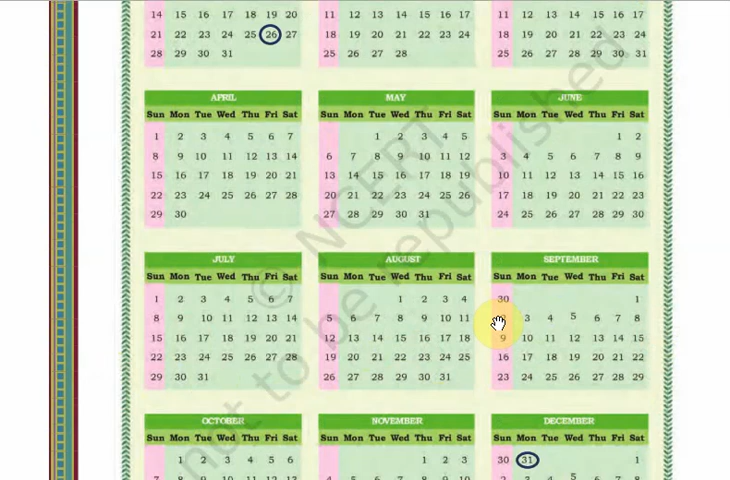 14 15 16 17 18 19 20
21 22 23 24 25 26 27
28 29 30 31
11 12 13 14 15 16 17
18 19 20 21 22 23 24
25 26 27 28
11 12 13 14 15 16 17
18 19 20 21 22 23 24
25 26 27 28 29 30 31
APRIL
Sun Mon Tue Wed Thu Fri Sat
1 2 3 4 5 6 7
8 9 10 11 12 13 14
15 16 17 18 19 20 21
22 23 24 25 26 27 28
29 30
MAY
Sun Mon Tue Wed Thu Fri Sat
1 2 3 4 5
6 7 8 9 10 11 12
13 14 15 16 17 18 19
20 21 22 23 24 25 26
27 28 29 30 31
JUNE
Sun Mon Tue Wed Thu Fri Sat
1 2
3 4 5 6 7 8 9
10 11 12 13 14 15 16
17 18 19 20 21 22 23
24 25 26 27 28 29 30
JULY
Sun Mon Tue Wed Thu Fri Sat
1 2 3 4 5 6 7
8 9 10 11 12 13 14
15 16 17 18 19 20 21
22 23 24 25 26 27 28
29 30 31
AUGUST
Sun Mon Tue Wed Thu Fri Sat
1 2 3 4
5 6 7 8 9 10 11
12 13 14 15 16 17 18
19 20 21 22 23 24 25
26 27 28 29 30 31
SEPTEMBER
Sun Mon Tue Wed Thu Fri Sat
30 1
3 4 5 6 7 8
9 10 11 12 13 14 15
16 17 18 19 20 21 22
23 24 25 26 27 28 29
OCTOBER
Sun Mon Tue Wed Thu Fri Sat
1 2 3 4 5 6
NOVEMBER
Sun Mon Tue Wed Thu Fri Sat
1 2 3
DECEMBER
Sun Mon Tue Wed Thu Fri Sat
30 31 1
© NCERT
not to be republished